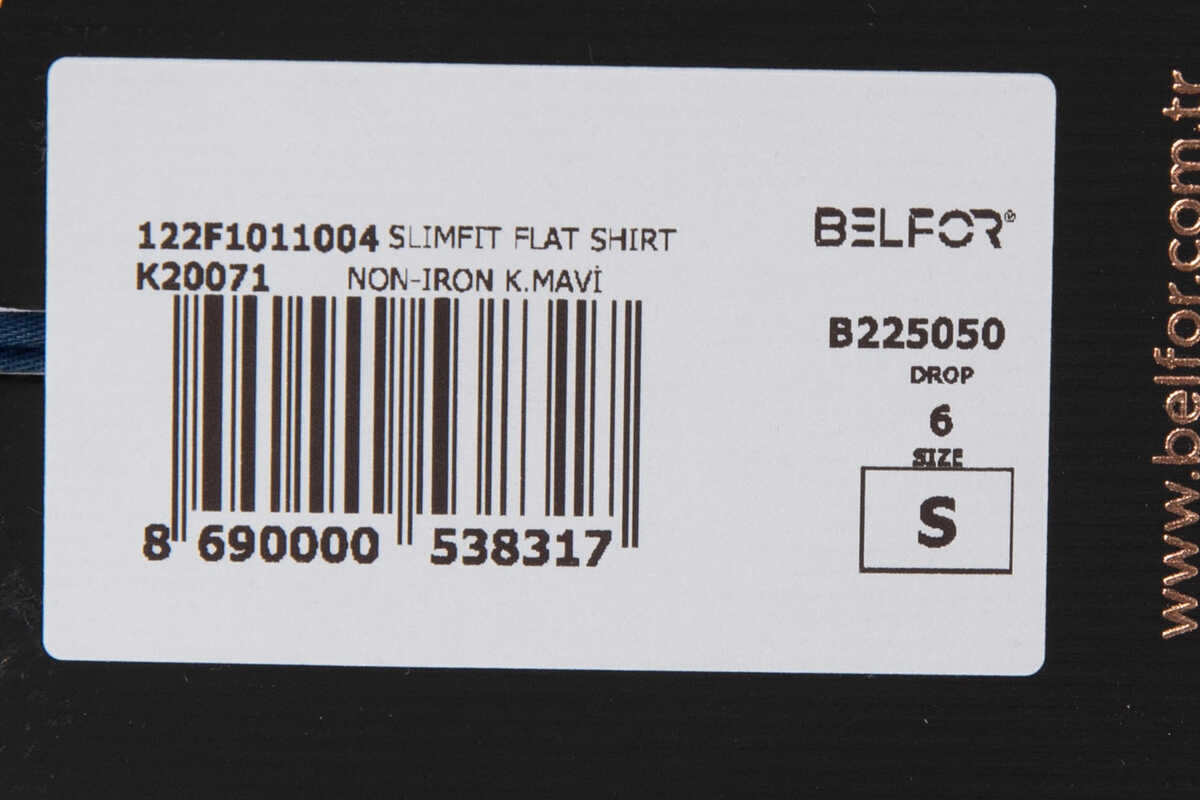 122F1011004 SLIMFIT FLAT SHIRT
K20071 NON-IRON K.MAVİ
8 690000 538317
BELFOR®
B225050
DROP
6
SIZE
S
www.belfor.com.tr